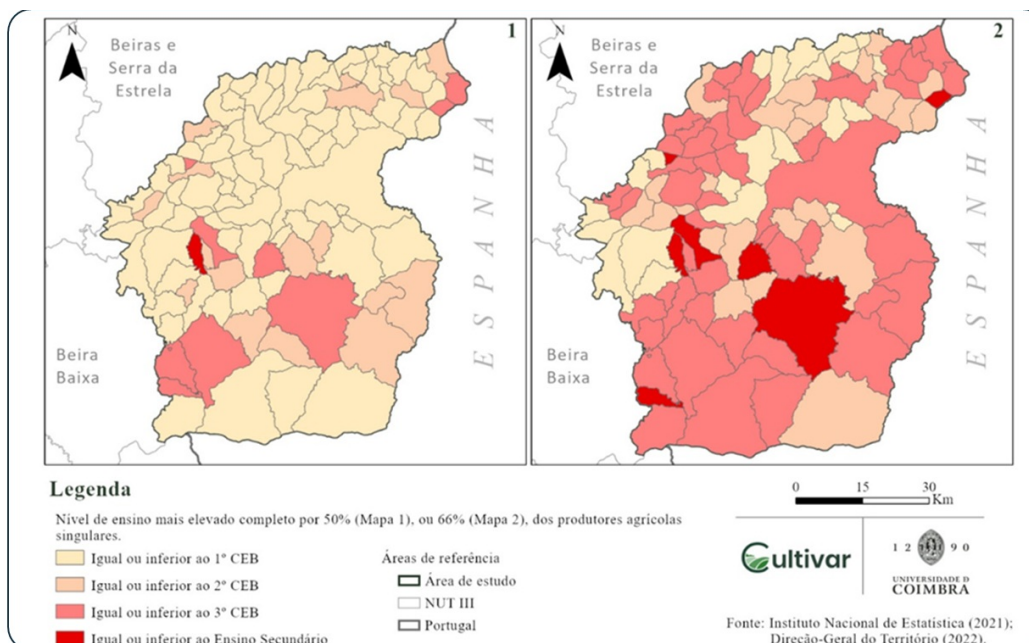 N
1
Beiras e
Serra da
Estrela
ESPANHA
Beira
Baixa
N
2
Beiras e
Serra da
Estrela
ESPANHA
Beira
Baixa
Legenda
Nível de ensino mais elevado completo por 50% (Mapa 1), ou 66% (Mapa 2), dos produtores agrícolas
singulares.
Igual ou inferior ao 1º CEB
Igual ou inferior ao 2º CEB
Igual ou inferior ao 3º CEB
Igual ou inferior ao Ensino Secundário
Áreas de referência
Área de estudo
NUT III
Portugal
0 15 30
Km
Cultivar
12 90
UNIVERSIDADE D
COIMBRA
Fonte: Instituto Nacional de Estatística (2021);
Direção-Geral do Território (2022).